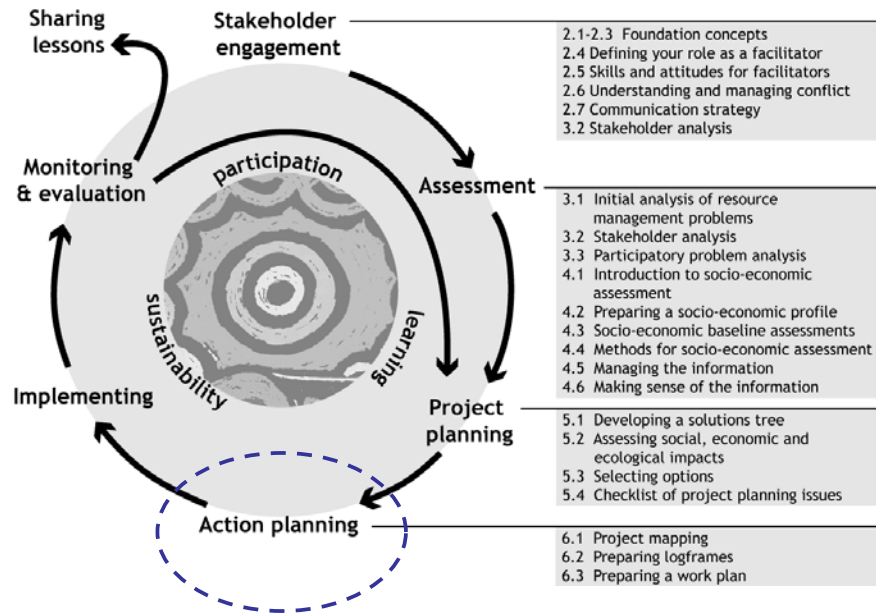 Sharing
lessons
Stakeholder
engagement
2.1-2.3 Foundation concepts
2.4 Defining your role as a facilitator
2.5 Skills and attitudes for facilitators
2.6 Understanding and managing conflict
2.7 Communication strategy
3.2 Stakeholder analysis
Monitoring
& evaluation
participation
Assessment
3.1 Initial analysis of resource
management problems
3.2 Stakeholder analysis
3.3 Participatory problem analysis
4.1 Introduction to socio-economic
assessment
4.2 Preparing a socio-economic profile
4.3 Socio-economic baseline assessments
4.4 Methods for socio-economic assessment
4.5 Managing the information
4.6 Making sense of the information
sustainability
learning
Implementing
Project
planning
5.1 Developing a solutions tree
5.2 Assessing social, economic and
ecological impacts
5.3 Selecting options
5.4 Checklist of project planning issues
Action planning
6.1 Project mapping
6.2 Preparing logframes
6.3 Preparing a work plan